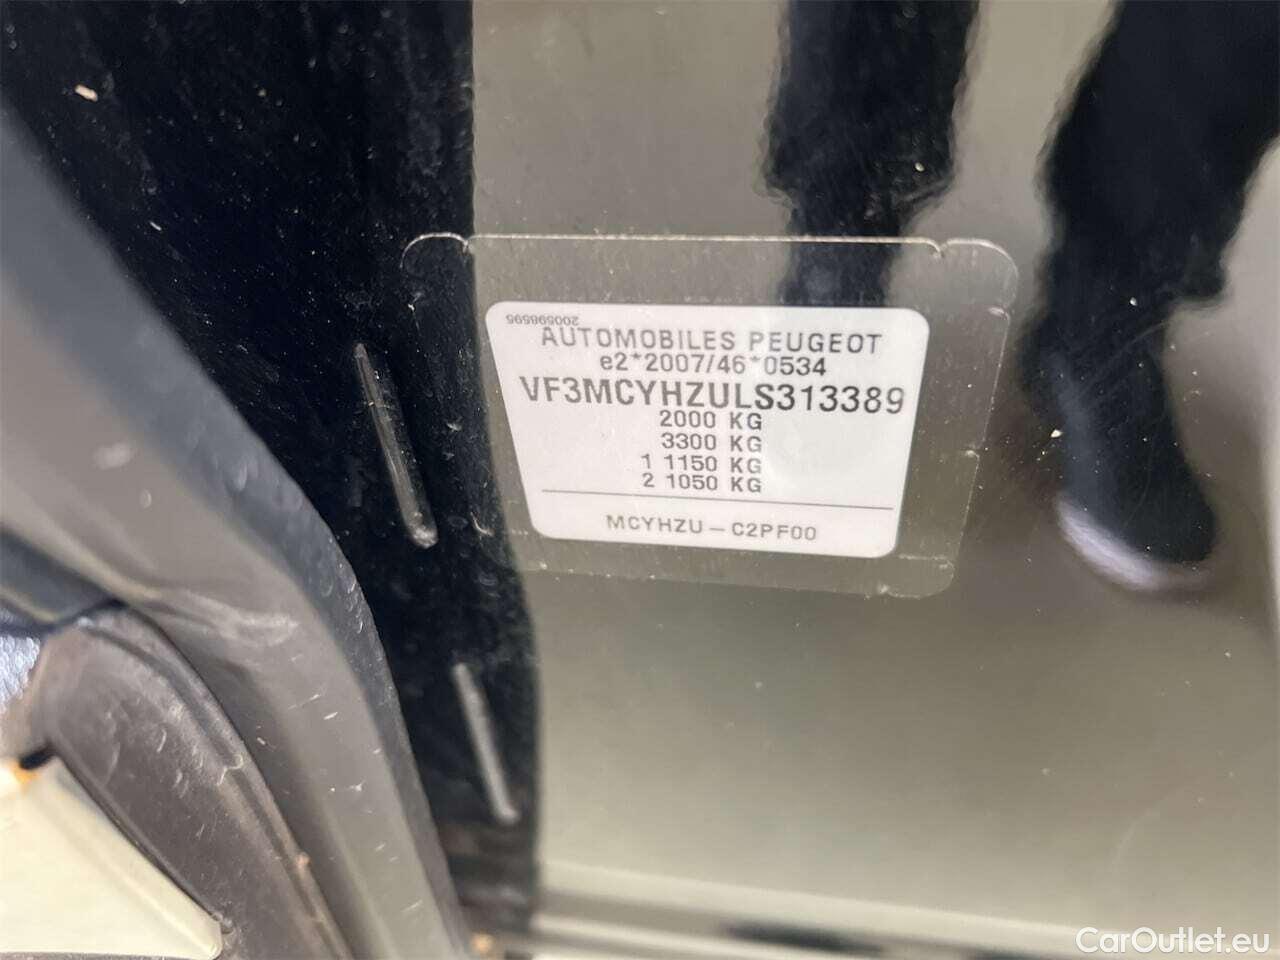 200598595
AUTOMOBILES PEUGEOT
e2*2007/46*0534
VF3MCYHZULS313389
2000 KG
3300 KG
1 1150 KG
2 1050 KG
MCYHZU – C2PF00
CarOutlet.eu